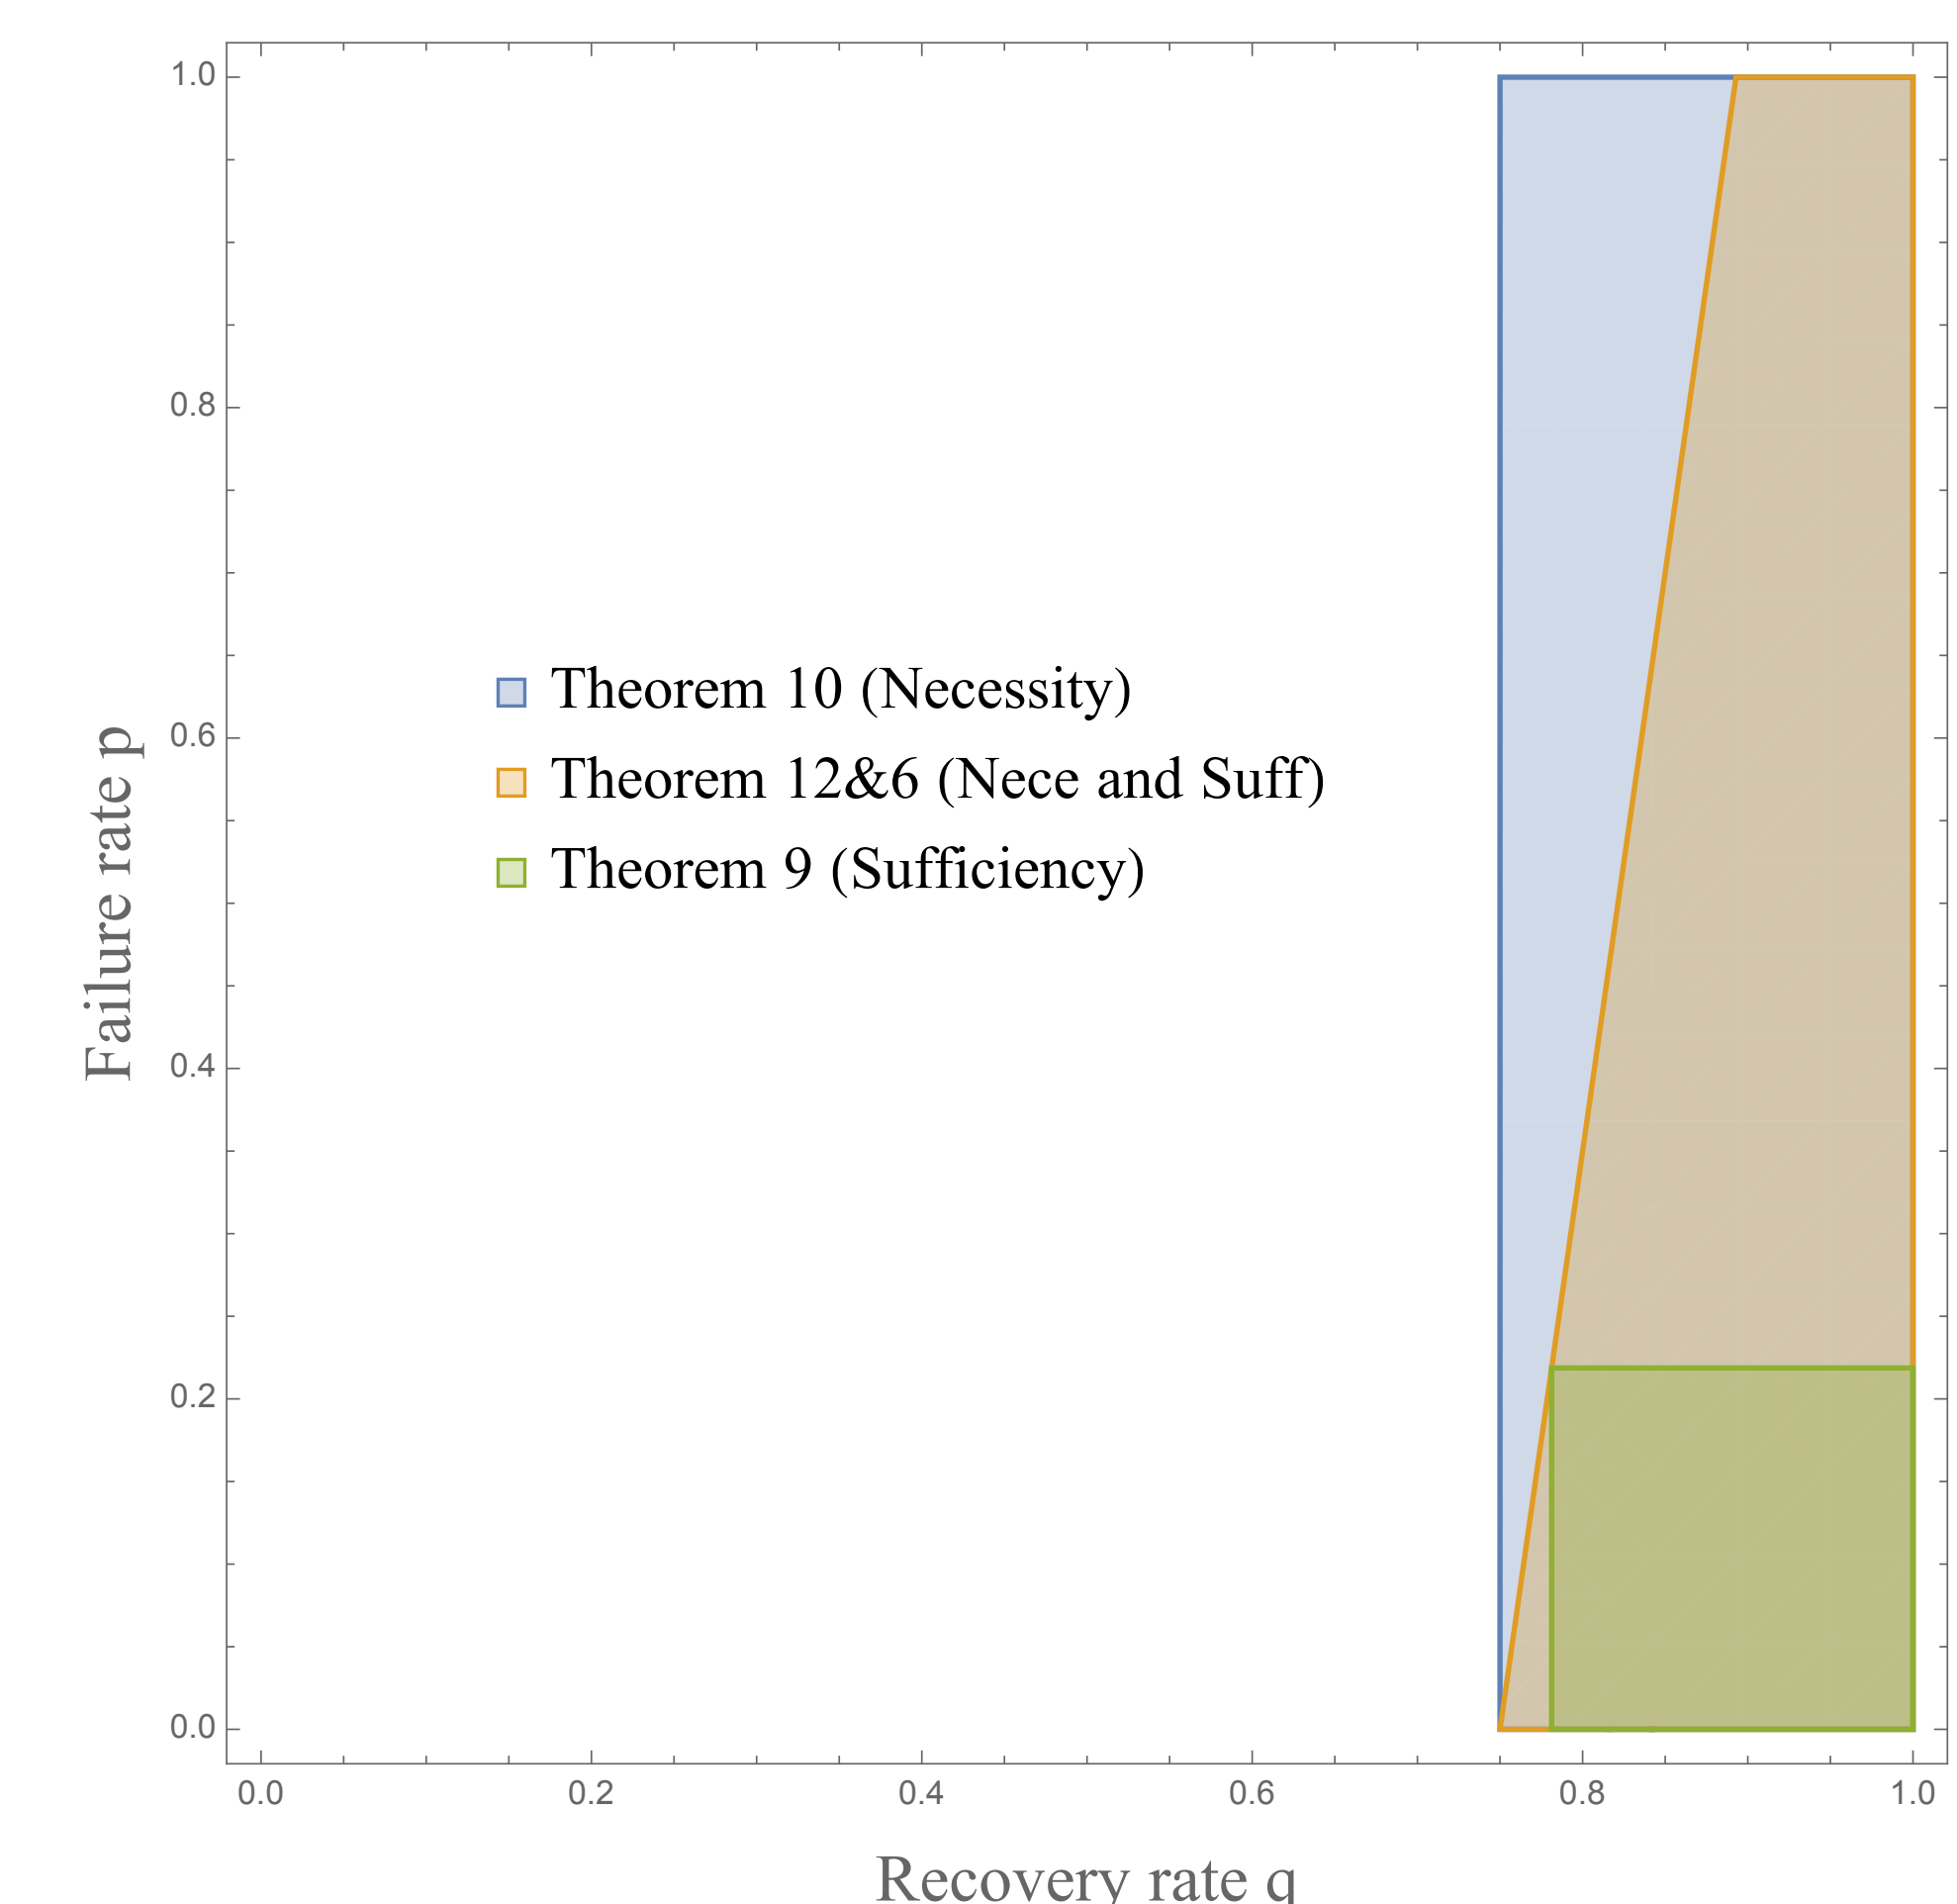 1.0
0.8
0.6
0.4
0.2
0.0
Failure rate p
Theorem 10 (Necessity)
Theorem 12&6 (Nece and Suff)
Theorem 9 (Sufficiency)
0.0 0.2 0.4 0.6 0.8 1.0
Recovery rate q